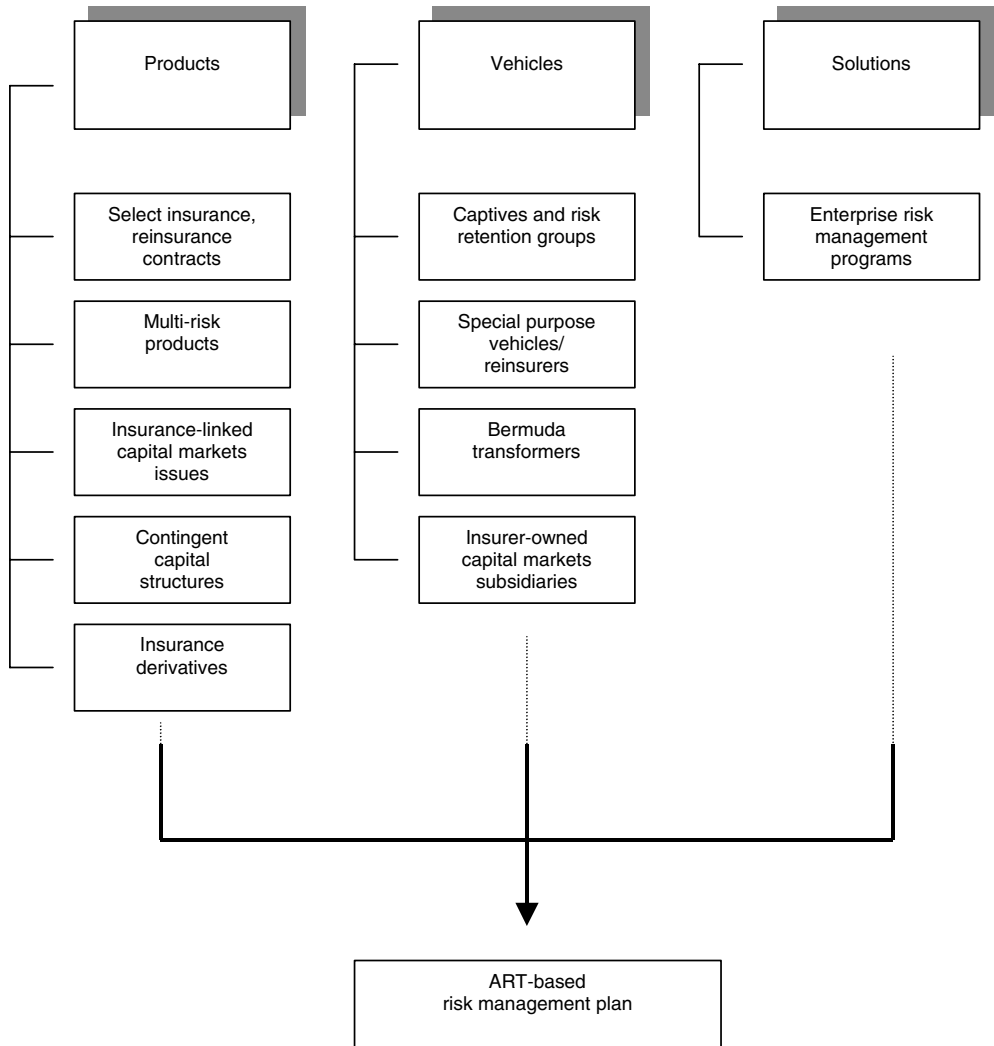 Products
Select insurance,
reinsurance
contracts
Multi-risk
products
Insurance-linked
capital markets
issues
Contingent
capital
structures
Insurance
derivatives
Vehicles
Captives and risk
retention groups
Special purpose
vehicles/
reinsurers
Bermuda
transformers
Insurer-owned
capital markets
subsidiaries
Solutions
Enterprise risk
management
programs
ART-based
risk management plan